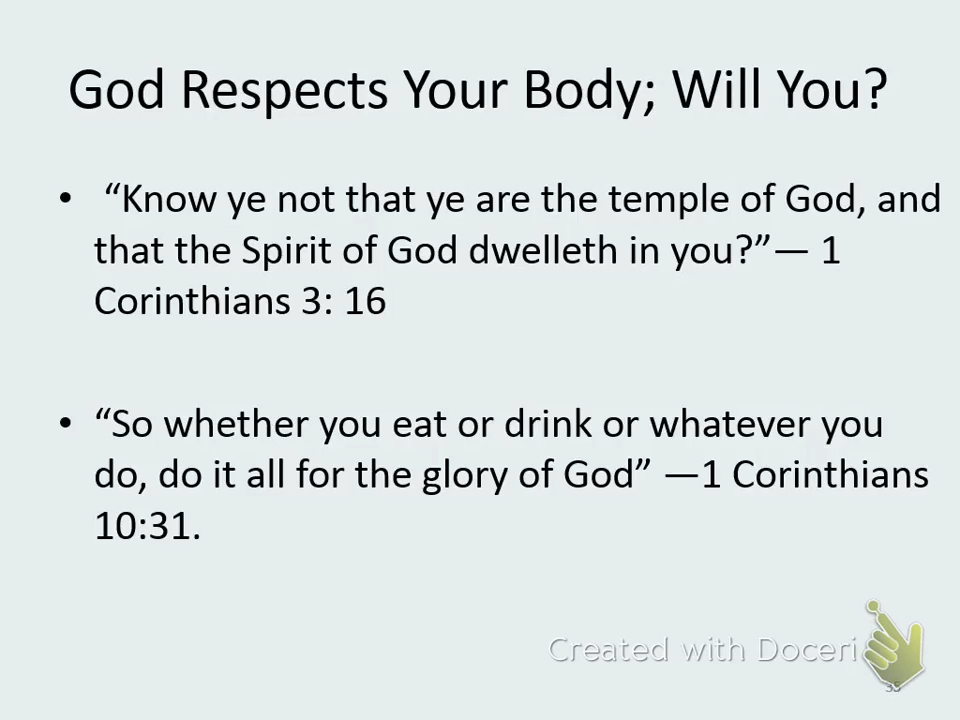 God Respects Your Body; Will You?
• “Know ye not that ye are the temple of God, and
that the Spirit of God dwelleth in you?”— 1
Corinthians 3: 16
• “So whether you eat or drink or whatever you
do, do it all for the glory of God” —1 Corinthians
10:31.
Created with Doceri
35